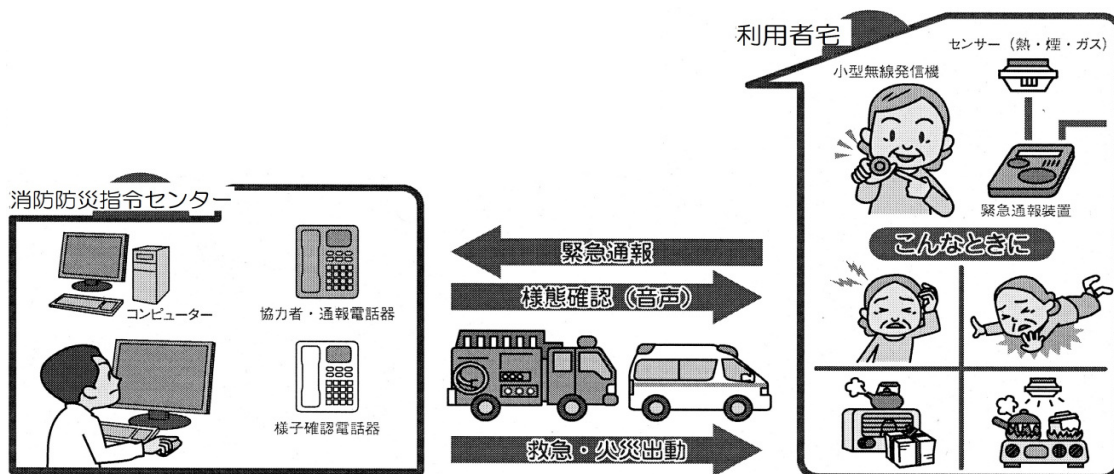 利用者宅
センサー（熱・煙・ガス）
小型無線発信機
緊急通報装置
こんなときに
消防防災指令センター
コンピューター
協力者・通報電話器
様子確認電話器
緊急通報
様態確認（音声）
救急・火災出動